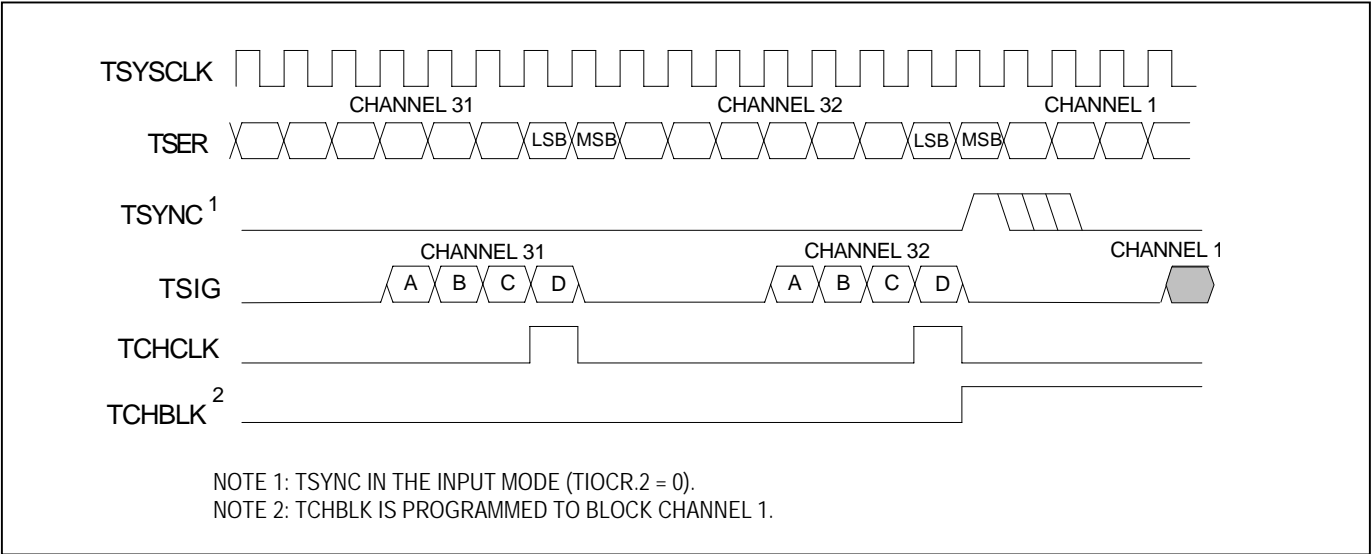 TSYSCLK
CHANNEL 31 CHANNEL 32 CHANNEL 1
TSER LSB MSB LSB MSB
TSYNC 1
CHANNEL 31 CHANNEL 32 CHANNEL 1
TSIG A B C D A B C D
TCHCLK
TCHBLK 2
NOTE 1: TSYNC IN THE INPUT MODE (TIOCR.2 = 0).
NOTE 2: TCHBLK IS PROGRAMMED TO BLOCK CHANNEL 1.